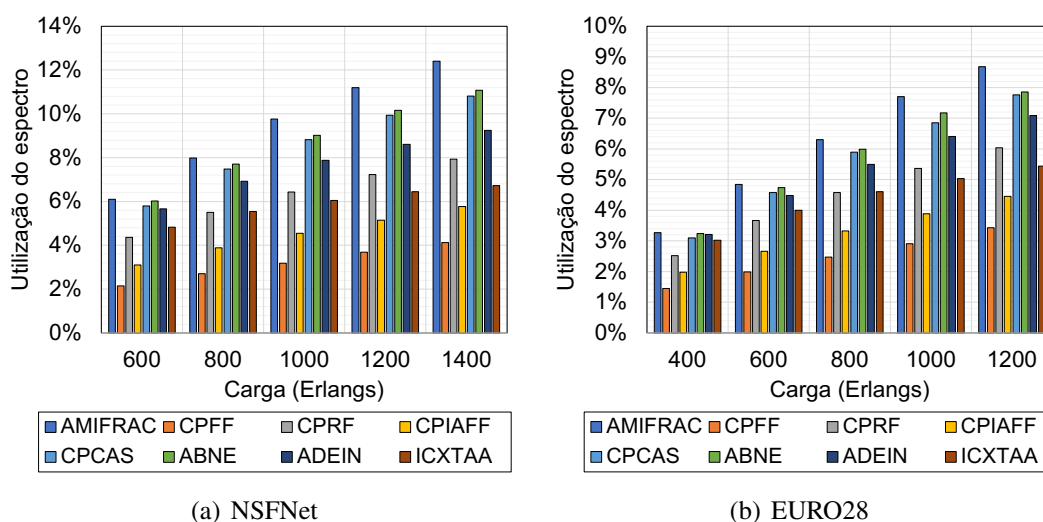 14%
12%
10%
8%
6%
4%
2%
0%
Utilização do espectro
600 800 1000 1200 1400
Carga (Erlangs)
AMIFRAC CPFF CPRF CPIAFF
CPCAS ABNE ADEIN ICXTAA
(a) NSFNet
10%
9%
8%
7%
6%
5%
4%
3%
2%
1%
0%
Utilização do espectro
400 600 800 1000 1200
Carga (Erlangs)
AMIFRAC CPFF CPRF CPIAFF
CPCAS ABNE ADEIN ICXTAA
(b) EURO28